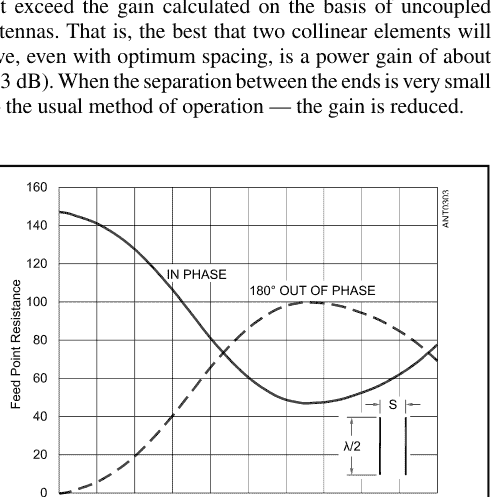 t exceed the gain calculated on the basis of uncoupled
tennas. That is, the best that two collinear elements will
ve, even with optimum spacing, is a power gain of about
3 dB). When the separation between the ends is very small
the usual method of operation — the gain is reduced.
160
140
120
100
80
60
40
20
0
Feed Point Resistance
IN PHASE
180° OUT OF PHASE
ANT0303
S
λ/2